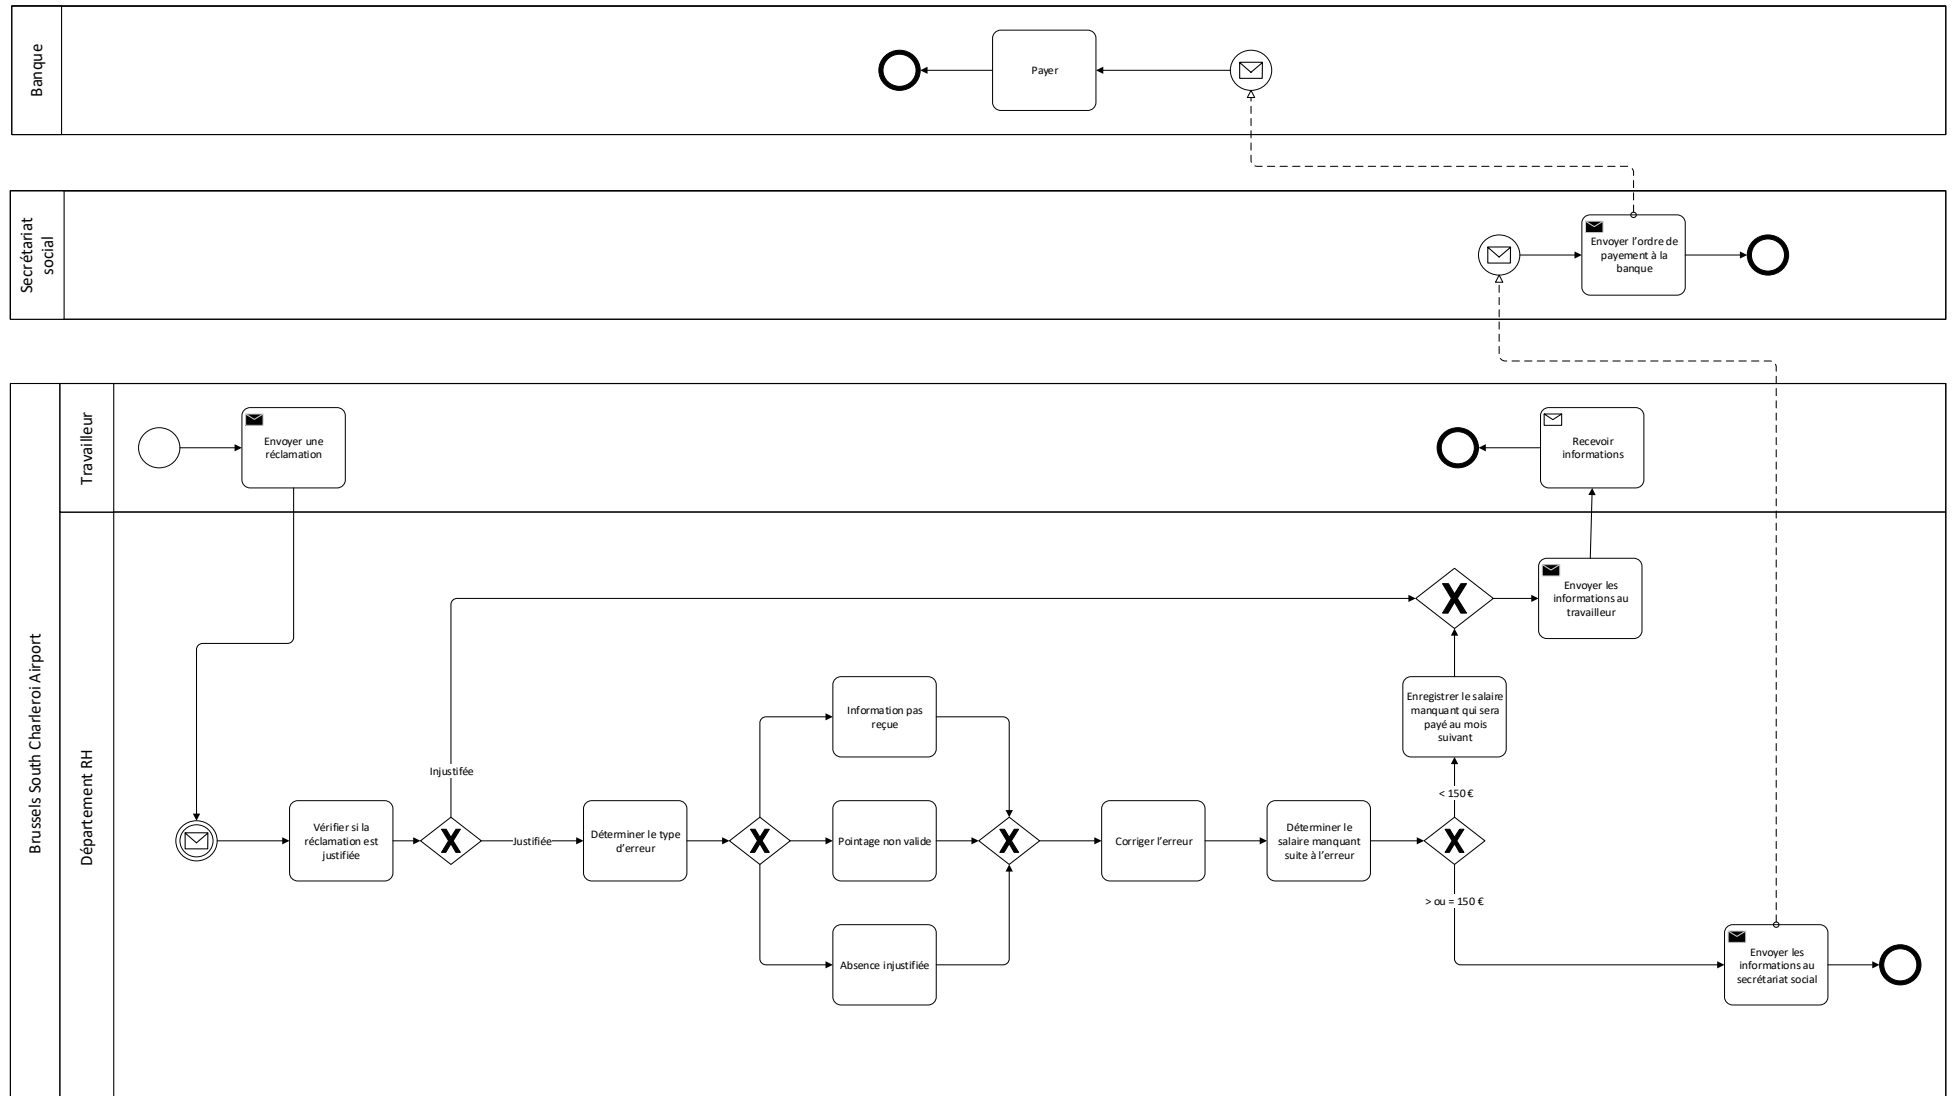 Banque
Payer
Secrétariat
social
Envoyer l'ordre de
payement à la
banque
Brussels South Charleroi Airport
Travailleur
Envoyer une
réclamation
Recevoir
informations
Département RH
Envoyer les
informations au
travailleur
Information pas
reçue
Enregistrer le salaire
manquant qui sera
payé au mois
suivant
Injustifiée
< 150 €
Vérifier si la
réclamation est
justifiée
Justifiée
Déterminer le type
d'erreur
Pointage non valide
Corriger l'erreur
Déterminer le
salaire manquant
suite à l'erreur
> ou = 150 €
Absence injustifiée
Envoyer les
informations au
secrétariat social